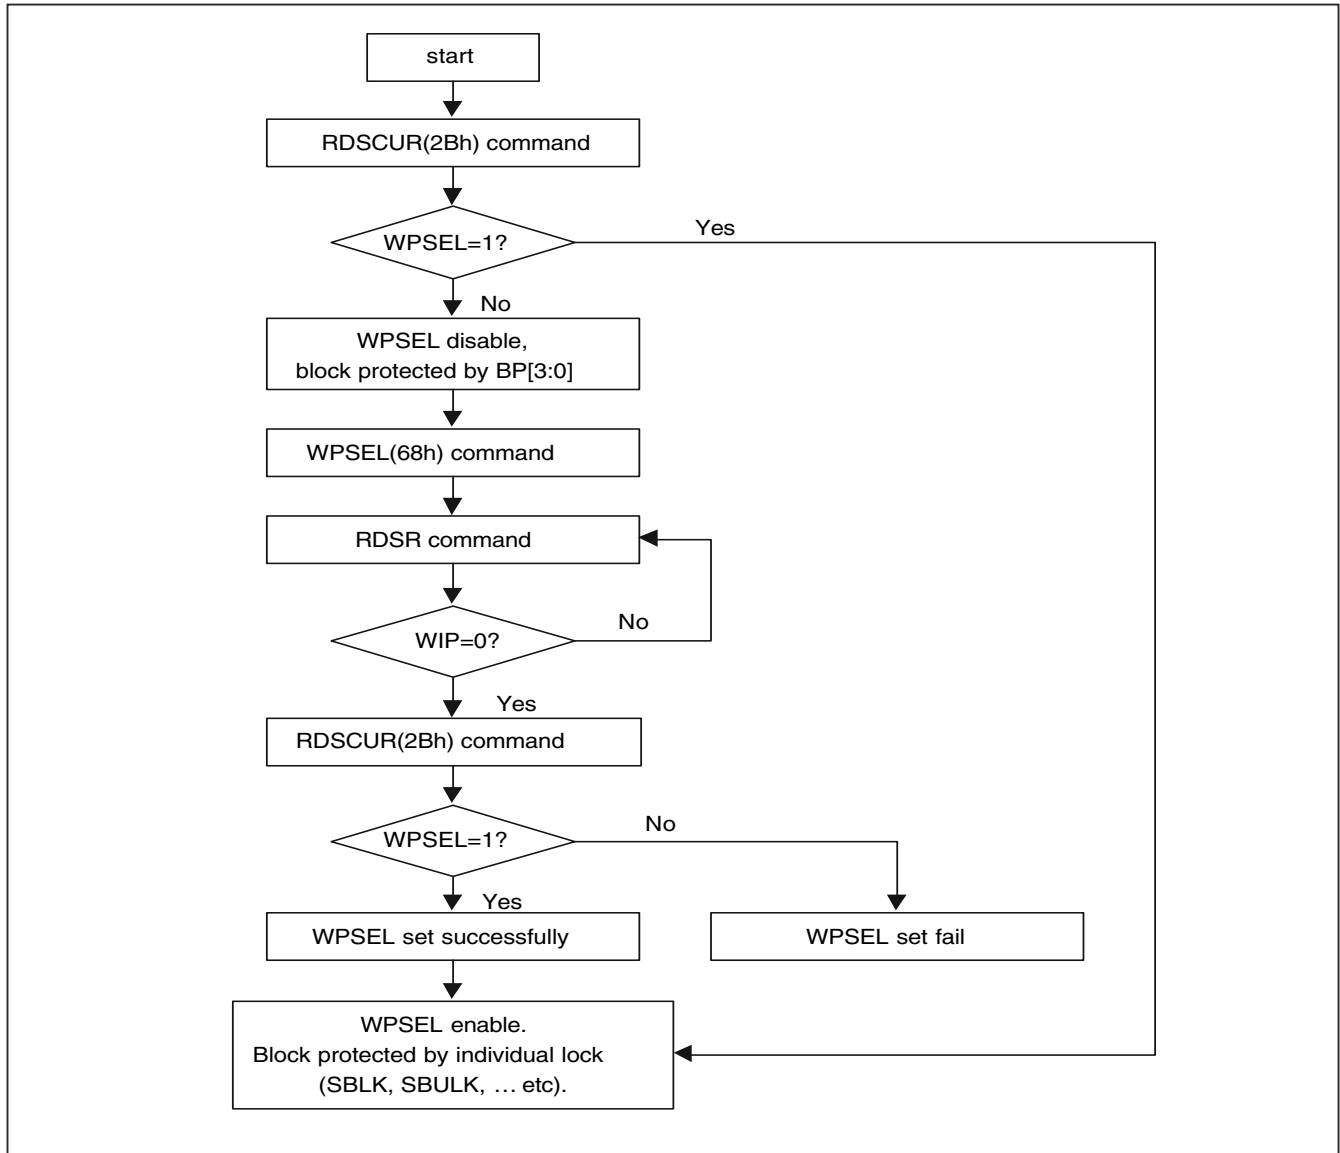 start
RDSCUR(2Bh) command
WPSEL=1?
Yes
No
WPSEL disable,
block protected by BP[3:0]
WPSEL(68h) command
RDSR command
WIP=0?
No
Yes
RDSCUR(2Bh) command
WPSEL=1?
No
Yes
WPSEL set successfully
WPSEL set fail
WPSEL enable.
Block protected by individual lock
(SBLK, SBULK, … etc).